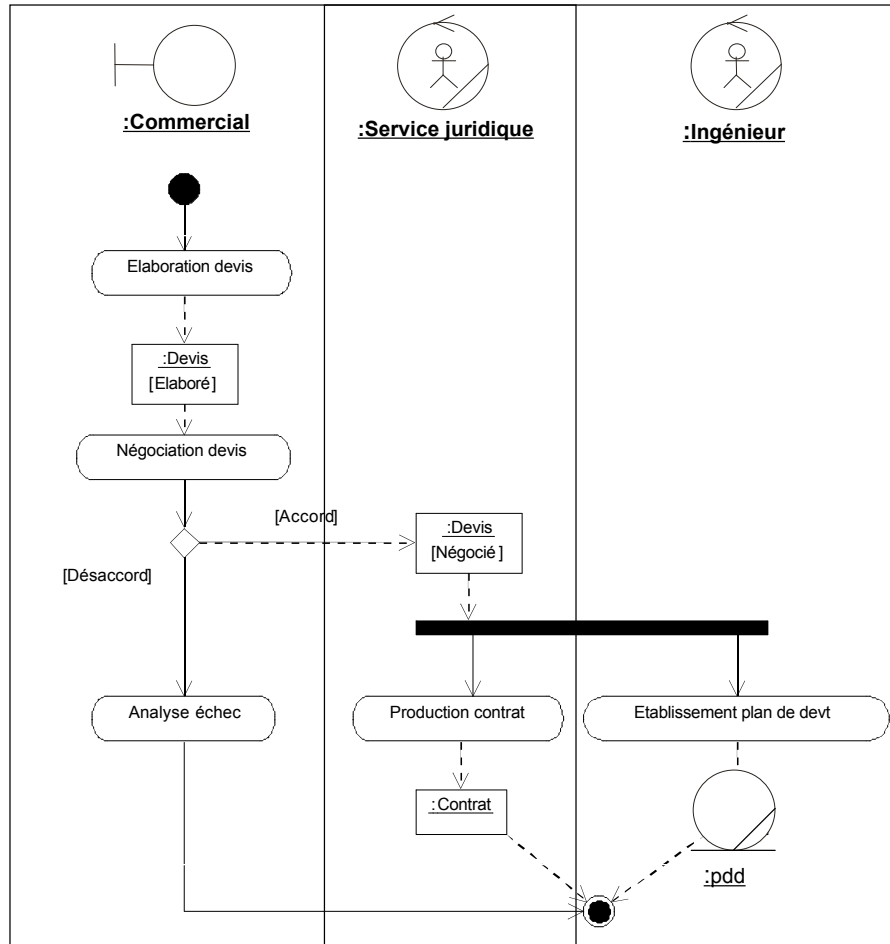 :Commercial
:Service juridique
:Ingénieur
Elaboration devis
:Devis
[Elaboré]
Négociation devis
[Accord]
:Devis
[Négocié]
[Désaccord]
Analyse échec
Production contrat
Etablissement plan de devt
:Contrat
:pdd